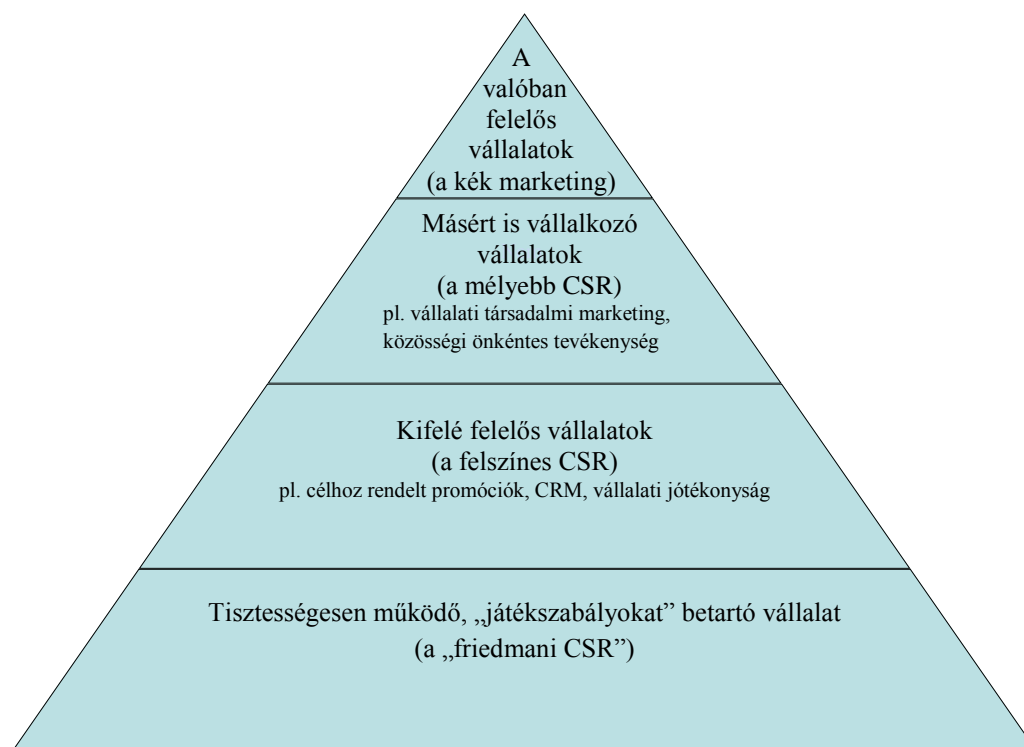 A
valóban
felelős
vállalatok
(a kék marketing)
Másért is vállalkozó
vállalatok
(a mélyebb CSR)
pl. vállalati társadalmi marketing,
közösségi önkéntes tevékenység
Kifelé felelős vállalatok
(a felszínes CSR)
pl. célhoz rendelt promóciók, CRM, vállalati jótékonyság
Tisztességesen működő, „játékszabályokat” betartó vállalat
(a „friedmani CSR”)